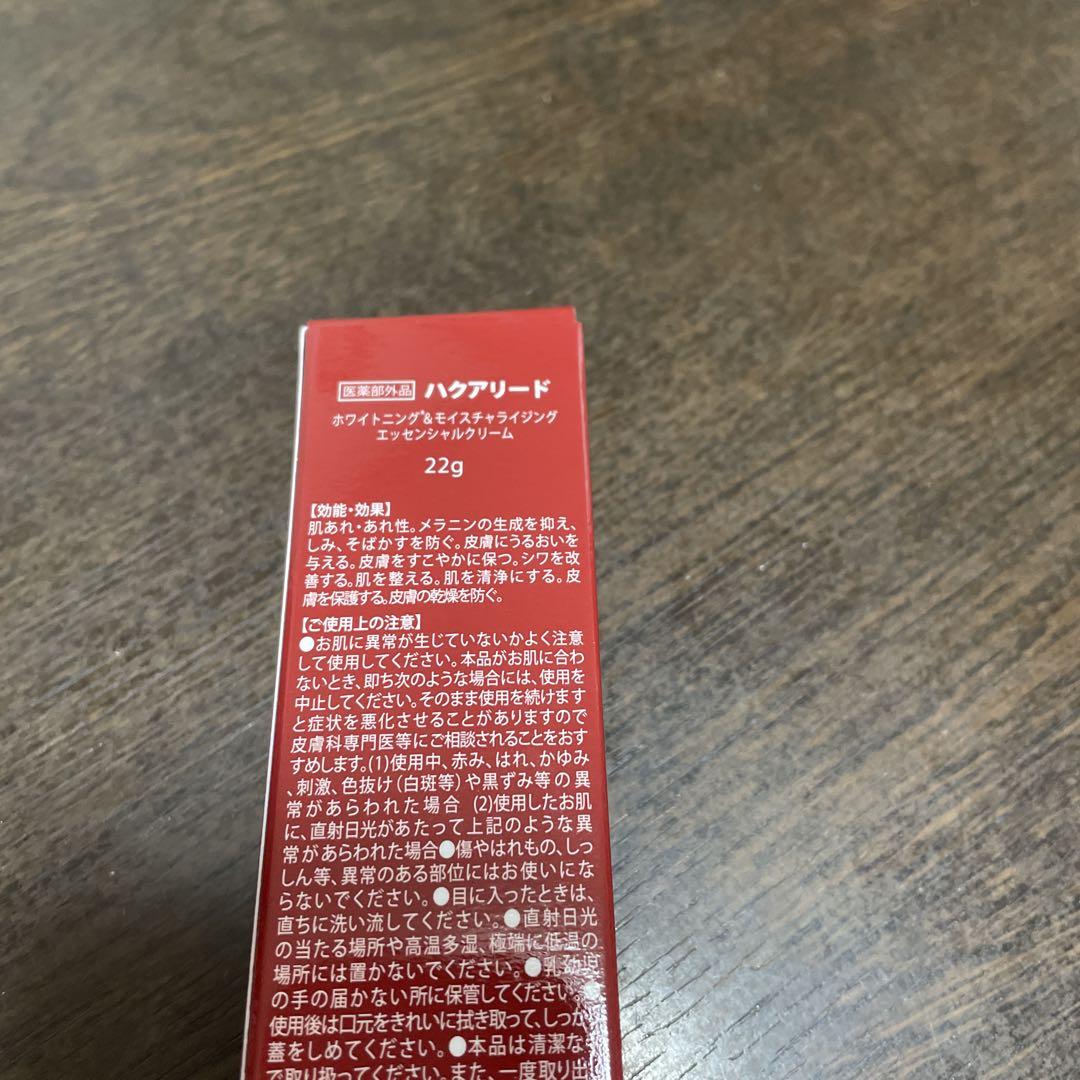 医薬部外品 ハクアリード
ホワイトニング*&モイスチャライジング
エッセンシャルクリーム
22g
【効能・効果】
肌あれ・あれ性。メラニンの生成を抑え、
しみ、そばかすを防ぐ。皮膚にうるおいを
与える。皮膚をすこやかに保つ。シワを改
善する。肌を整える。肌を清浄にする。皮
膚を保護する。皮膚の乾燥を防ぐ。
【ご使用上の注意】
●お肌に異常が生じていないかよく注意
して使用してください。本品がお肌に合わ
ないとき、即ち次のような場合には、使用を
中止してください。そのまま使用を続けます
と症状を悪化させることがありますので
皮膚科専門医等にご相談されることをおす
すめします。(1)使用中、赤み、はれ、かゆみ
、刺激、色抜け(白斑等)や黒ずみ等の異
常があらわれた場合 (2)使用したお肌
に、直射日光があたって上記のような異
常があらわれた場合●傷やはれもの、しっ
しん等、異常のある部位にはお使いにな
らないでください。●目に入ったときは、
直ちに洗い流してください。●直射日光
の当たる場所や高温多湿、極端に低温の
場所には置かないでください。●乳幼児
の手の届かない所に保管してください。●
使用後は口元をきれいに拭き取って、しっか
蓋をしめてください。●本品は清潔な
で取り扱ってください。また、一度取り出